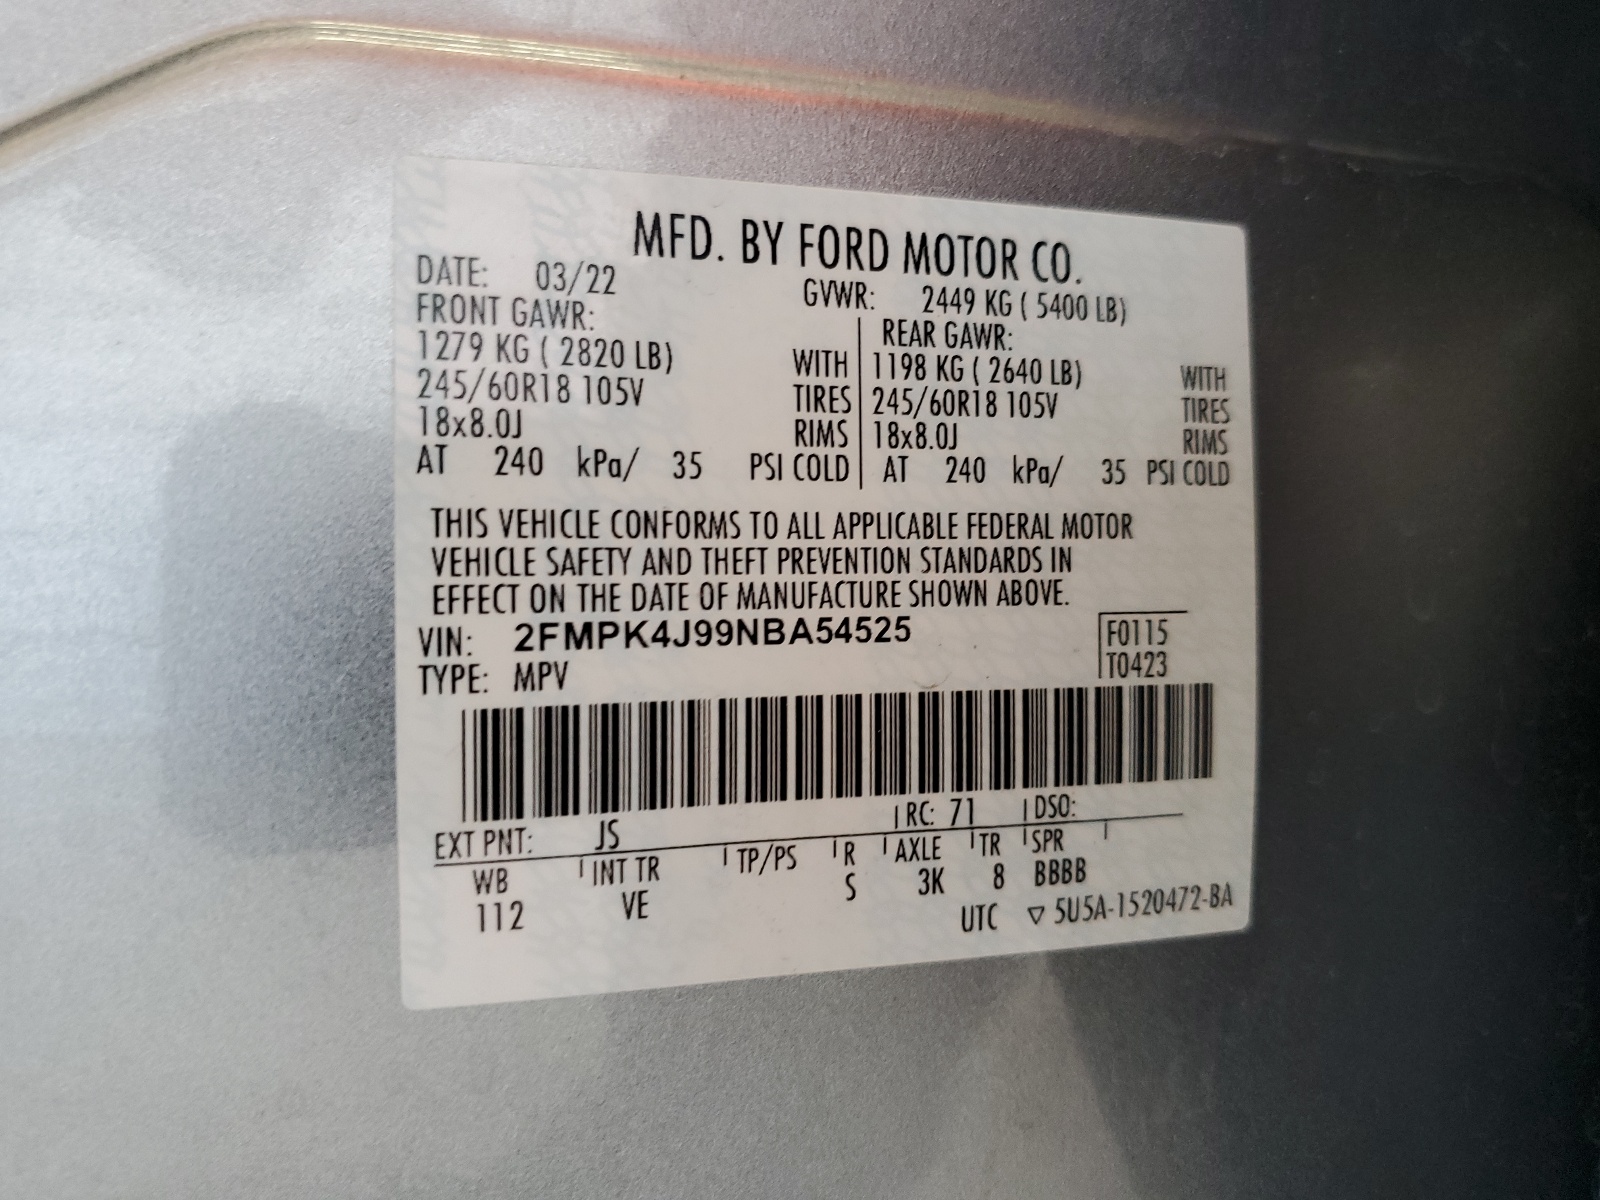 MFD. BY FORD MOTOR CO.
DATE: 03/22 GVWR: 2449 KG ( 5400 LB)
FRONT GAWR: REAR GAWR:
1279 KG ( 2820 LB) WITH 1198 KG ( 2640 LB) WITH
245/60R18 105V TIRES 245/60R18 105V TIRES
18x8.0J RIMS 18x8.0J RIMS
AT 240 kPa/ 35 PSI COLD AT 240 kPa/ 35 PSI COLD
THIS VEHICLE CONFORMS TO ALL APPLICABLE FEDERAL MOTOR
VEHICLE SAFETY AND THEFT PREVENTION STANDARDS IN
EFFECT ON THE DATE OF MANUFACTURE SHOWN ABOVE.
VIN: 2FMPK4J99NBA54525 F0115
TYPE: MPV T0423
EXT PNT: JS RC: 71 DSO:
WB INT TR TP/PS R AXLE TR SPR
112 VE S 3K 8 BBBB
UTC ▽ 5U5A-1520472-BA